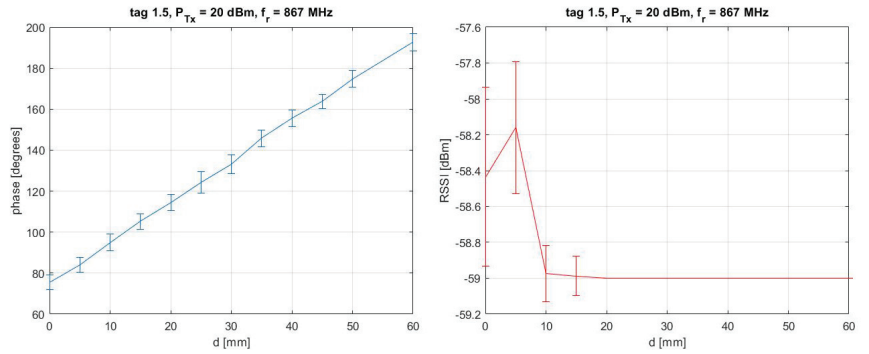 tag 1.5, P_Tx = 20 dBm, f_r = 867 MHz
200
180
160
140
120
100
80
60
phase [degrees]
0 10 20 30 40 50 60
d [mm]
tag 1.5, P_Tx = 20 dBm, f_r = 867 MHz
-57.6
-57.8
-58
-58.2
-58.4
-58.6
-58.8
-59
-59.2
RSSI [dBm]
0 10 20 30 40 50 60
d [mm]